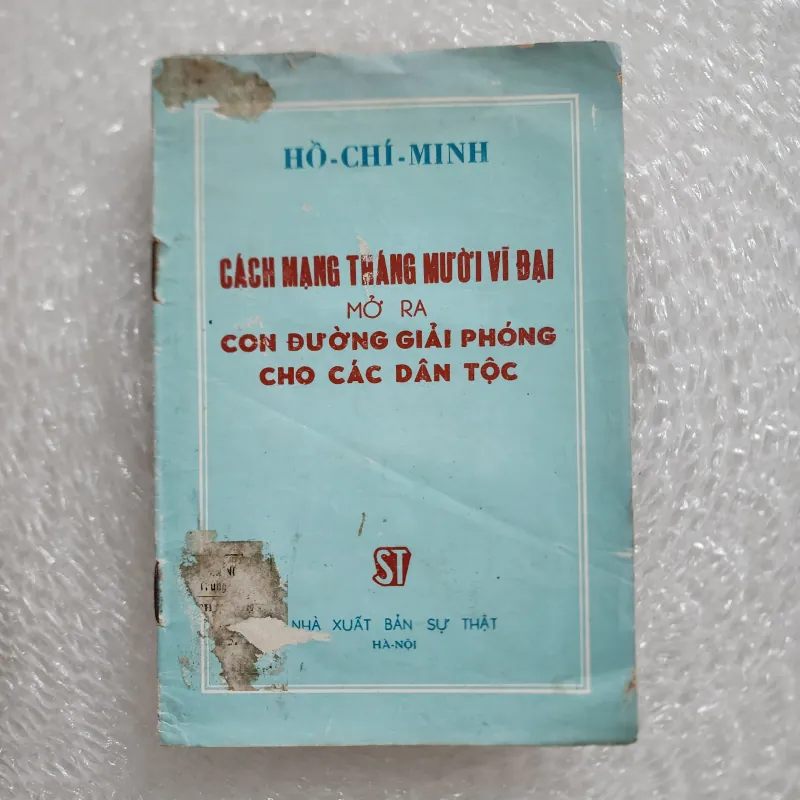 HỒ-CHÍ-MINH
CÁCH MẠNG THÁNG MƯỜI VĨ ĐẠI
MỞ RA
CON ĐƯỜNG GIẢI PHÓNG
CHO CÁC DÂN TỘC
ST
NHÀ XUẤT BẢN SỰ THẬT
HÀ-NỘI